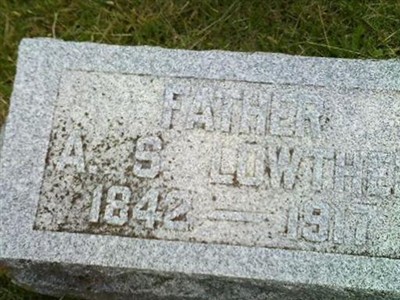 FATHER
A. S. LOWTHER
1842 — 1917